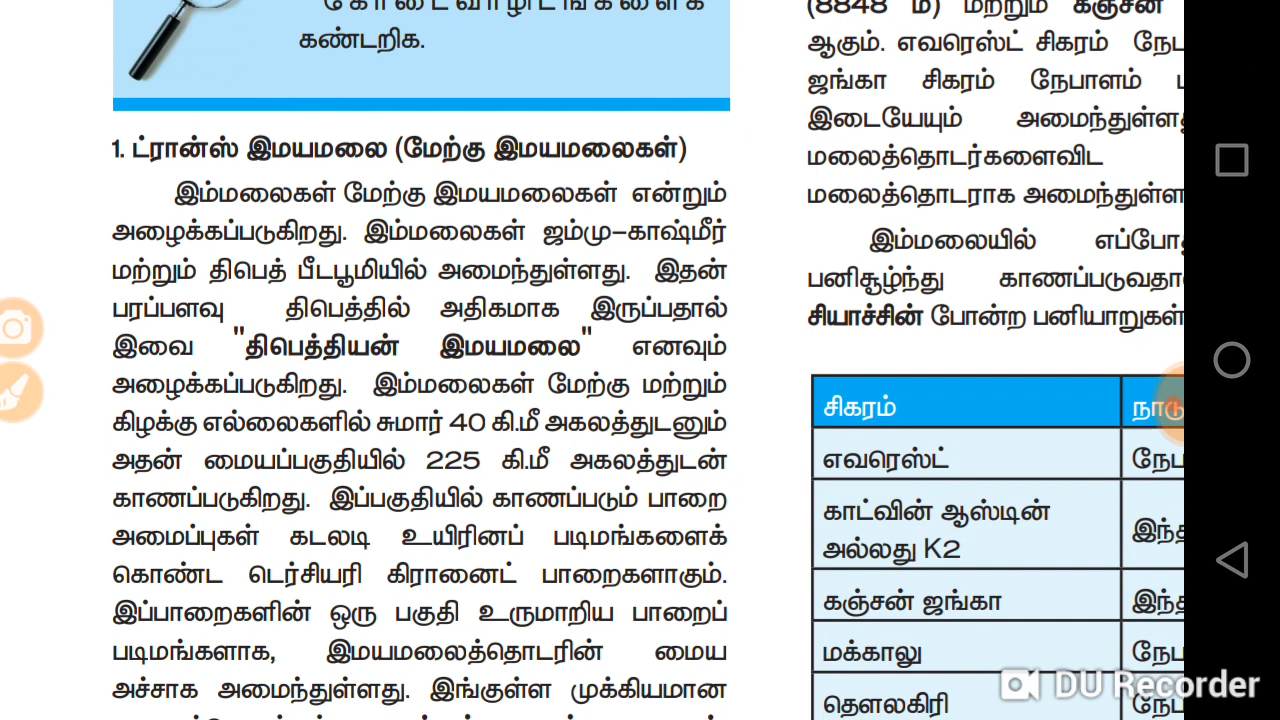 கண்டறிக.
1. ட்ரான்ஸ் இமயமலை (மேற்கு இமயமலைகள்)
இம்மலைகள் மேற்கு இமயமலைகள் என்றும்
அழைக்கப்படுகிறது. இம்மலைகள் ஜம்மு–காஷ்மீர்
மற்றும் திபெத் பீடபூமியில் அமைந்துள்ளது. இதன்
பரப்பளவு திபெத்தில் அதிகமாக இருப்பதால்
இவை "திபெத்தியன் இமயமலை" எனவும்
அழைக்கப்படுகிறது. இம்மலைகள் மேற்கு மற்றும்
கிழக்கு எல்லைகளில் சுமார் 40 கி.மீ அகலத்துடனும்
அதன் மையப்பகுதியில் 225 கி.மீ அகலத்துடன்
காணப்படுகிறது. இப்பகுதியில் காணப்படும் பாறை
அமைப்புகள் கடலடி உயிரினப் படிமங்களைக்
கொண்ட டெர்சியரி கிரானைட் பாறைகளாகும்.
இப்பாறைகளின் ஒரு பகுதி உருமாறிய பாறைப்
படிமங்களாக, இமயமலைத்தொடரின் மைய
அச்சாக அமைந்துள்ளது. இங்குள்ள முக்கியமான
(8848 மீ) மற்றும் கஞ்சன்
ஆகும். எவரெஸ்ட் சிகரம்
ஜங்கா சிகரம் நேபாளம்
இடையேயும்
மலைத்தொடர்களைவிட
மலைத்தொடராக
இம்மலையில்
பனிசூழ்ந்து
சியாச்சின் போன்ற பனியாறுகள்
சிகரம் நாடு
எவரெஸ்ட்
காட்வின் ஆஸ்டின்
அல்லது K2
கஞ்சன் ஜங்கா
மக்காலு
தௌலகிரி
DU Recorder